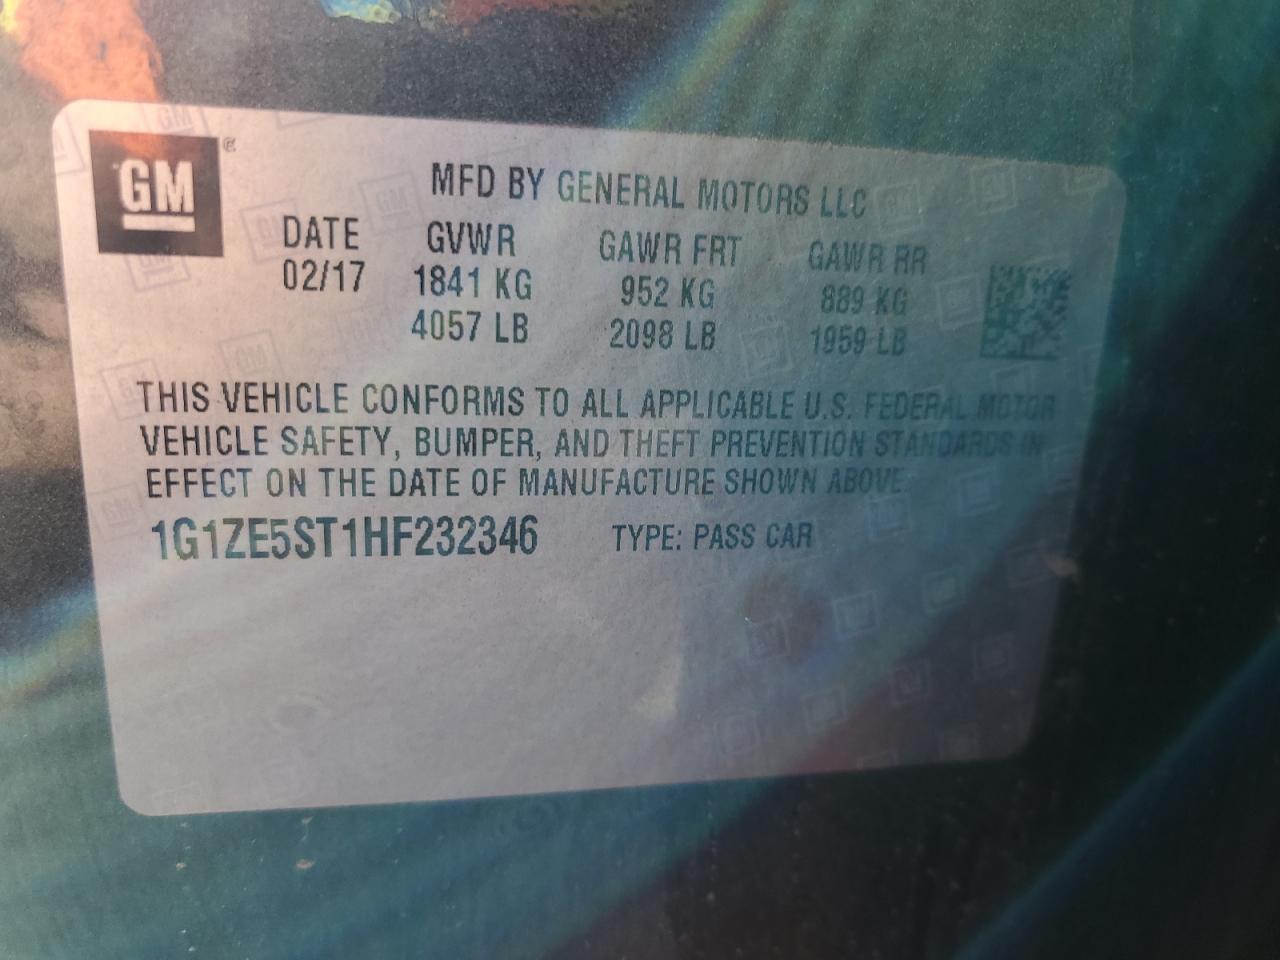 GM
MFD BY GENERAL MOTORS LLC
DATE GVWR GAWR FRT GAWR RR
02/17 1841 KG 952 KG 889 KG
4057 LB 2098 LB 1959 LB
THIS VEHICLE CONFORMS TO ALL APPLICABLE U.S. FEDERAL MOTOR
VEHICLE SAFETY, BUMPER, AND THEFT PREVENTION STANDARDS IN
EFFECT ON THE DATE OF MANUFACTURE SHOWN ABOVE.
1G1ZE5ST1HF232346 TYPE: PASS CAR